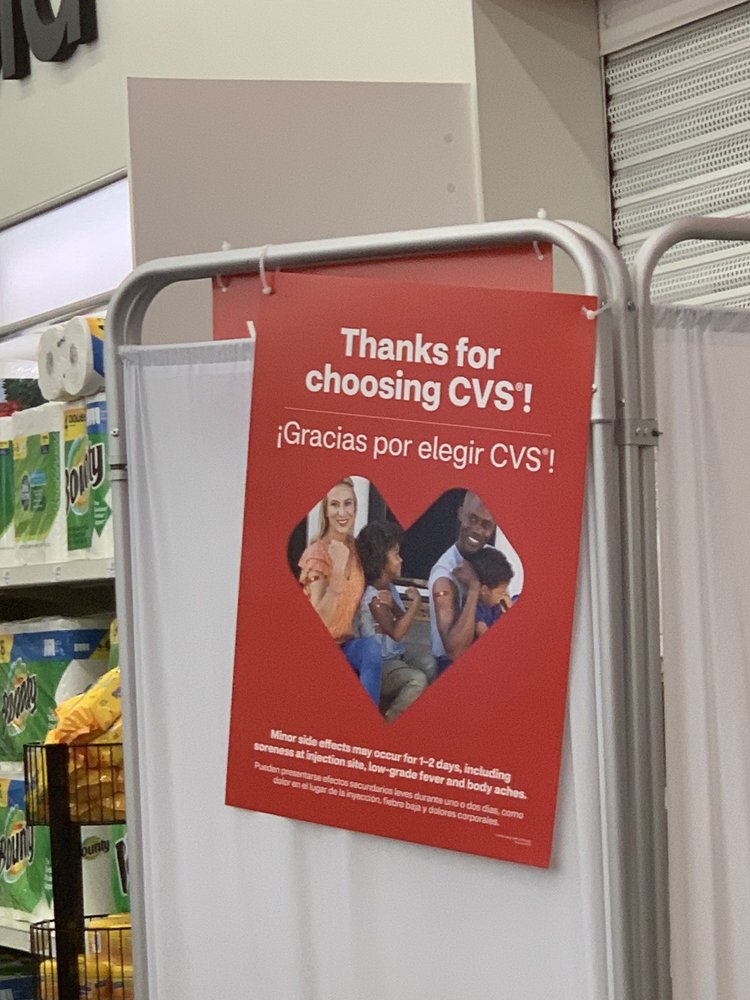 Thanks for
choosing CVS®!
¡Gracias por elegir CVS®!
Minor side effects may occur for 1–2 days, including
soreness at injection site, low-grade fever and body aches.
Pueden presentarse efectos secundarios leves durante uno o dos días, como
dolor en el lugar de la inyección, fiebre baja y dolores corporales.
Bounty
Bounty
Bounty
Bounty